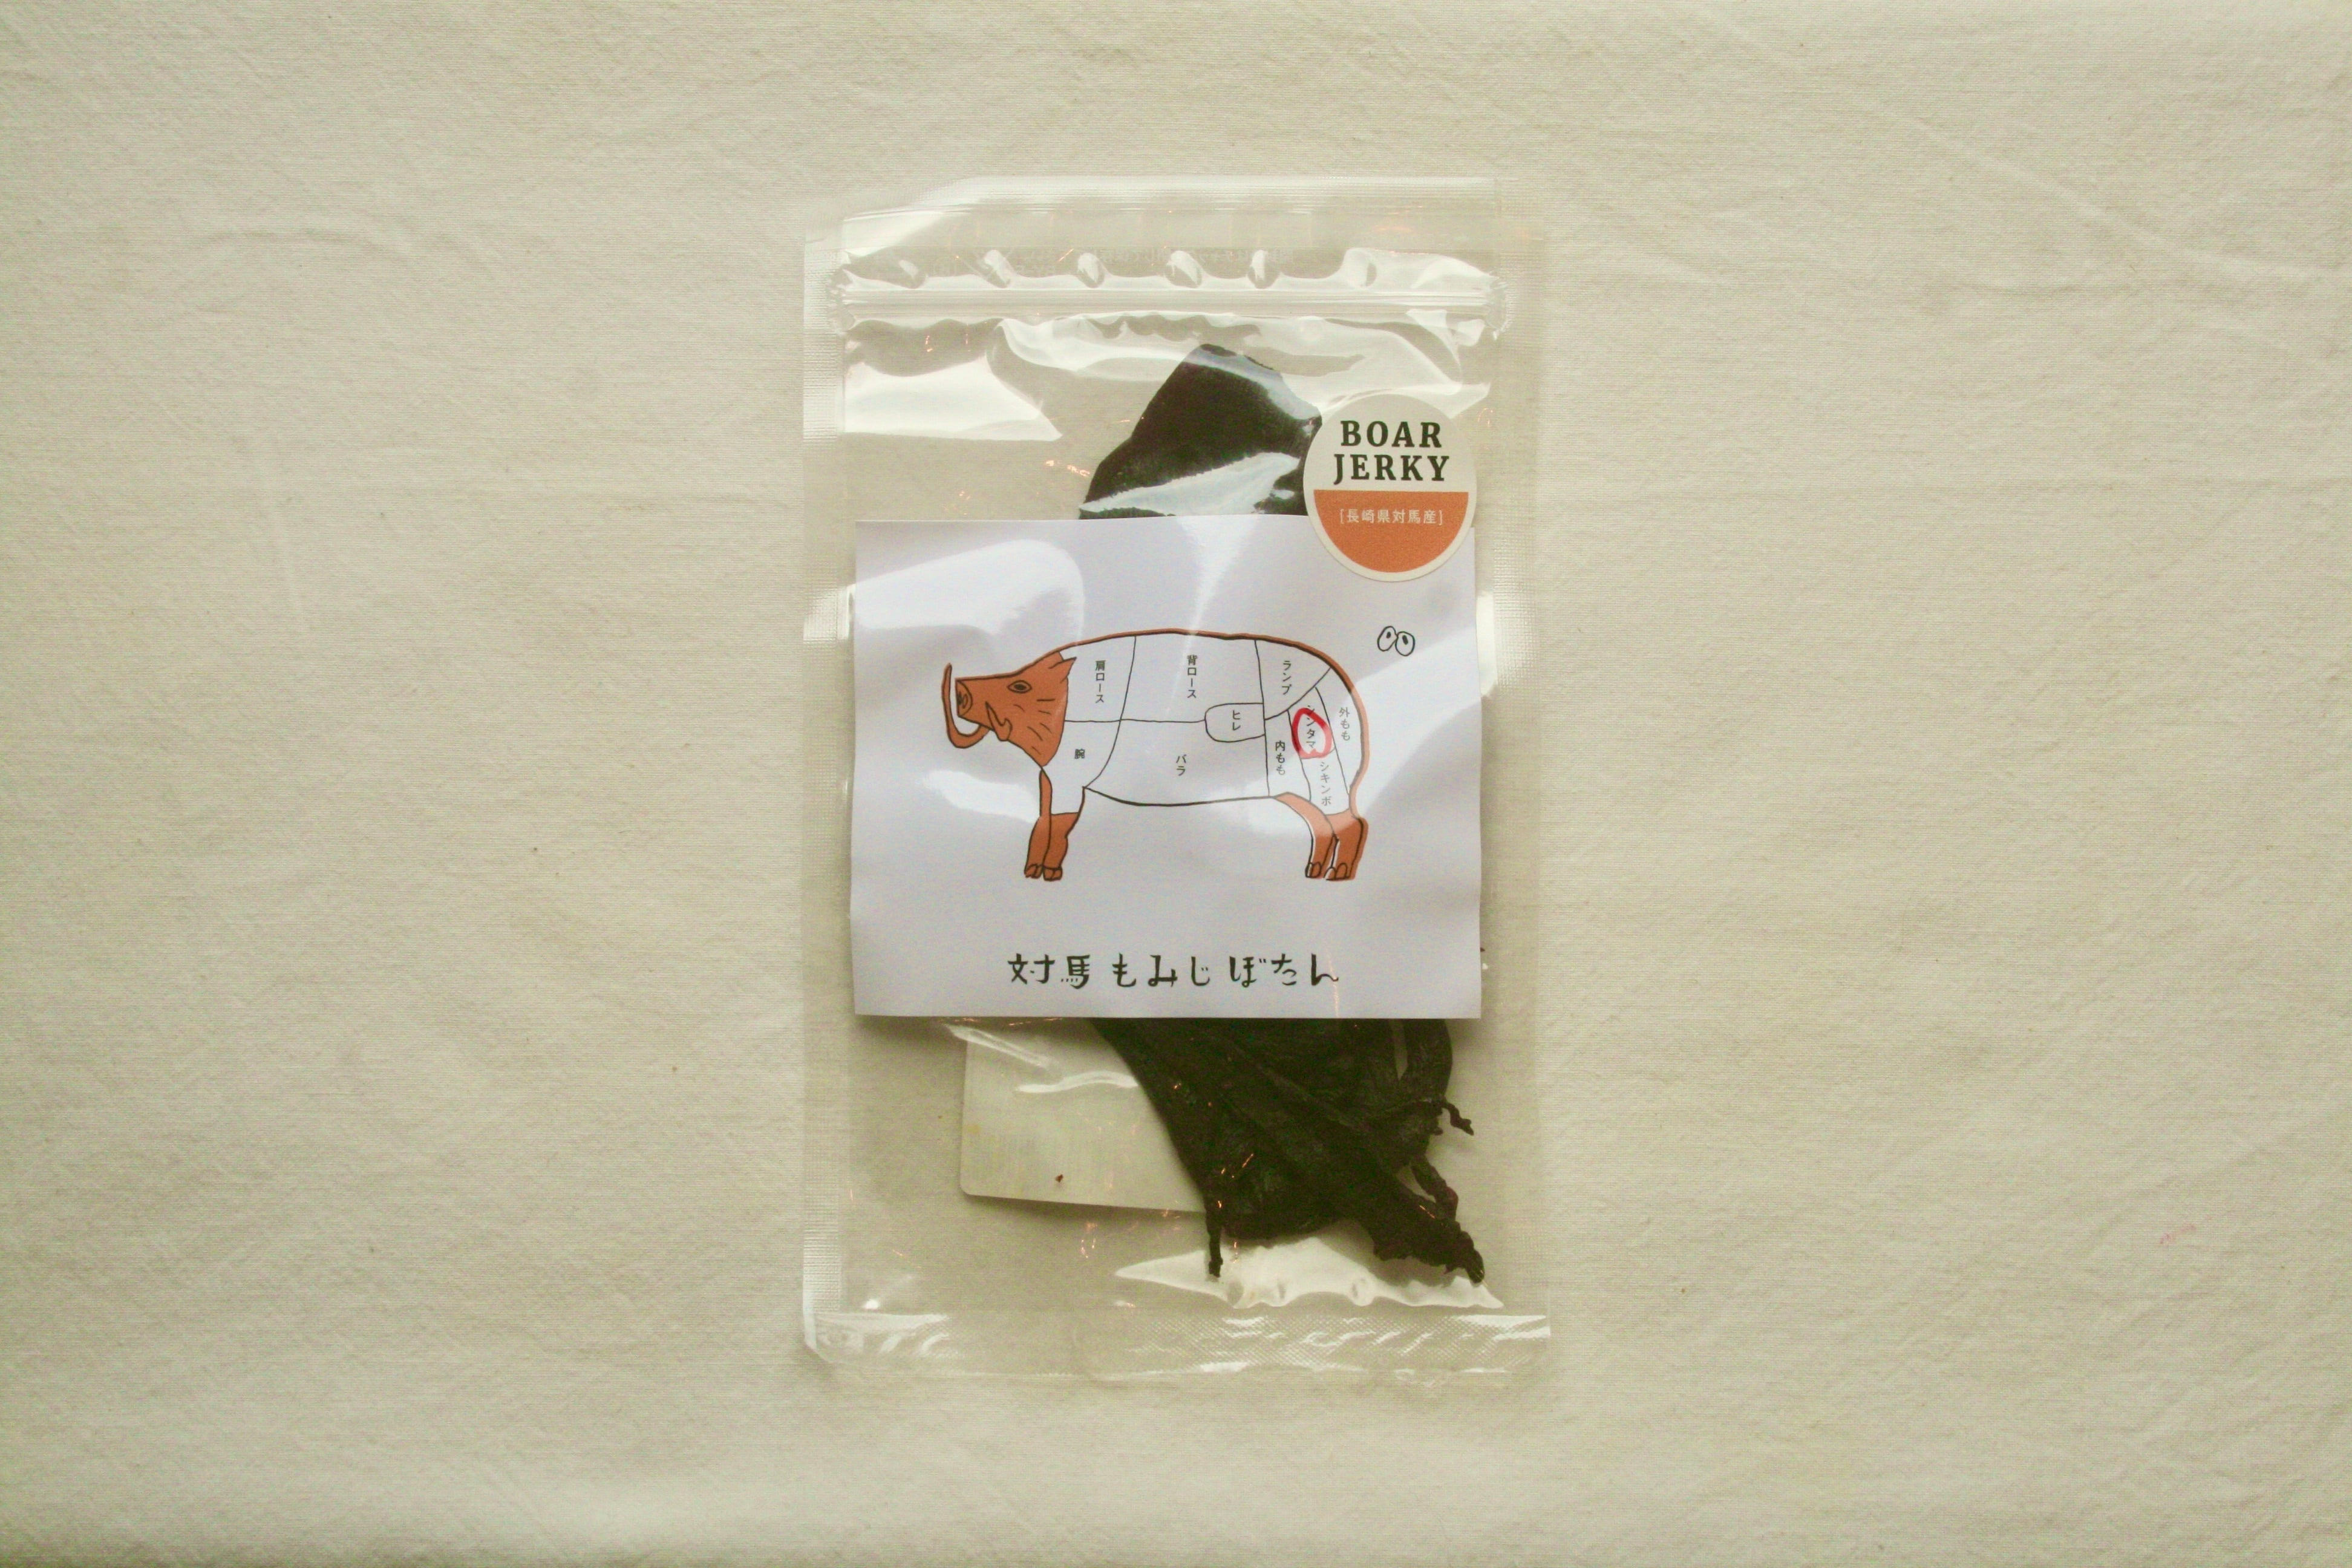 BOAR
JERKY
[長崎県対馬産]
肩ロース
背ロース
ランプ
ヒレ
シンタマ
外もも
腕
バラ
内もも
シキンボ
対馬もみじぼたん